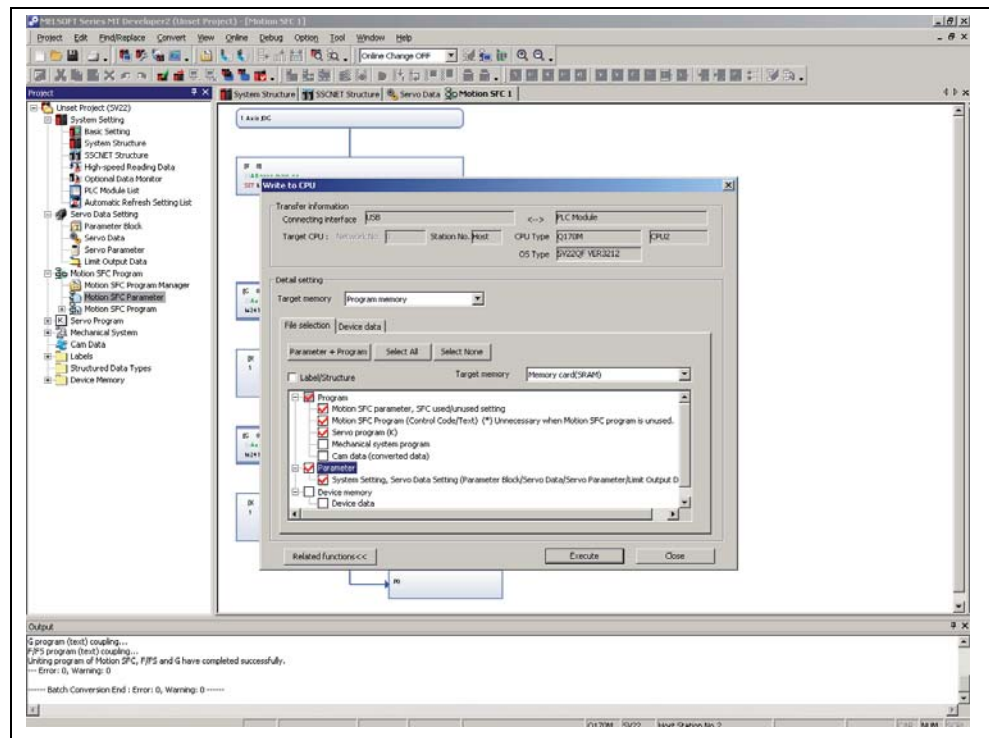 MELSOFT Series MT Developer2 (Unset Project) - [Motion SFC 1]
Project Edit Find/Replace Convert View Online Debug Option Tool Window Help
Online Change OFF
Project
System Structure SSCNET Structure Servo Data Motion SFC 1
Unset Project (SV22)
System Setting
Basic Setting
System Structure
SSCNET Structure
High-speed Reading Data
Optional Data Monitor
PLC Module List
Automatic Refresh Setting List
Servo Data Setting
Parameter Block
Servo Data
Servo Parameter
Limit Output Data
Motion SFC Program
Motion SFC Program Manager
Motion SFC Parameter
Motion SFC Program
Servo Program
Mechanical System
Cam Data
Labels
Structured Data Types
Device Memory
1 Axis JOG
Write to CPU
Transfer information
Connecting interface USB <--> PLC Module
Target CPU : Network No. Station No. Host CPU Type Q170M CPU2
OS Type SV22QF VER3212
Detail setting
Target memory Program memory
File selection Device data
Parameter + Program Select All Select None
Label/Structure Target memory Memory card(SRAM)
Program
Motion SFC parameter, SFC used/unused setting
Motion SFC Program (Control Code/Text) (*) Unnecessary when Motion SFC program is unused.
Servo program (K)
Mechanical system program
Cam data (converted data)
Parameter
System Setting, Servo Data Setting (Parameter Block/Servo Data/Servo Parameter/Limit Output D
Device memory
Device data
Related functions<< Execute Close
P0
Output
G program (text) coupling...
F/FS program (text) coupling...
Uniting program of Motion SFC, F/FS and G have completed successfully.
--- Error: 0, Warning: 0
------ Batch Conversion End : Error: 0, Warning: 0 ------
Q170M SV22 Host Station No.2 CAP NUM SCRL